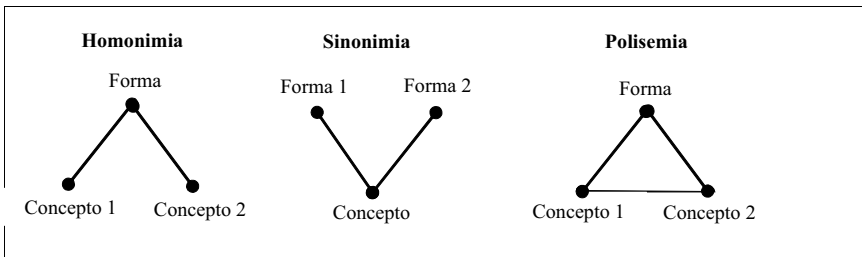 Homonimia
Sinonimia
Polisemia
Forma
Forma 1
Forma 2
Forma
Concepto 1
Concepto 2
Concepto
Concepto 1
Concepto 2